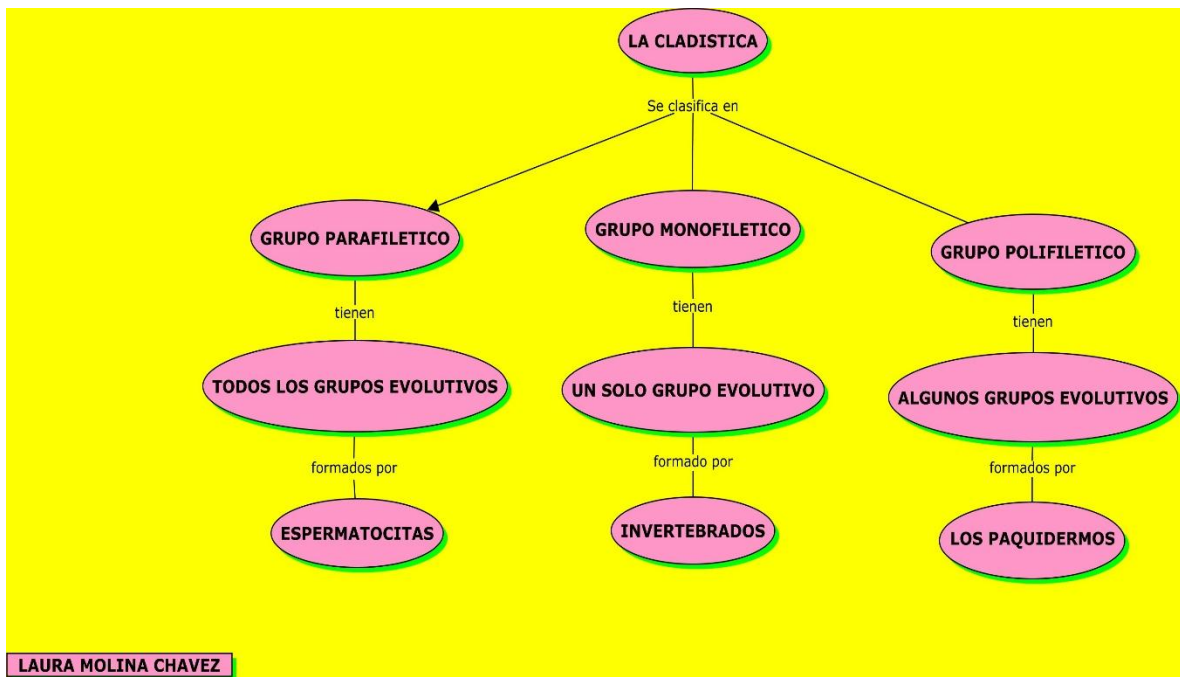 LA CLADISTICA
Se clasifica en
GRUPO PARAFILETICO
GRUPO MONOFILETICO
GRUPO POLIFILETICO
tienen
tienen
tienen
TODOS LOS GRUPOS EVOLUTIVOS
UN SOLO GRUPO EVOLUTIVO
ALGUNOS GRUPOS EVOLUTIVOS
formados por
formado por
formados por
ESPERMATOCITAS
INVERTEBRADOS
LOS PAQUIDERMOS
LAURA MOLINA CHAVEZ